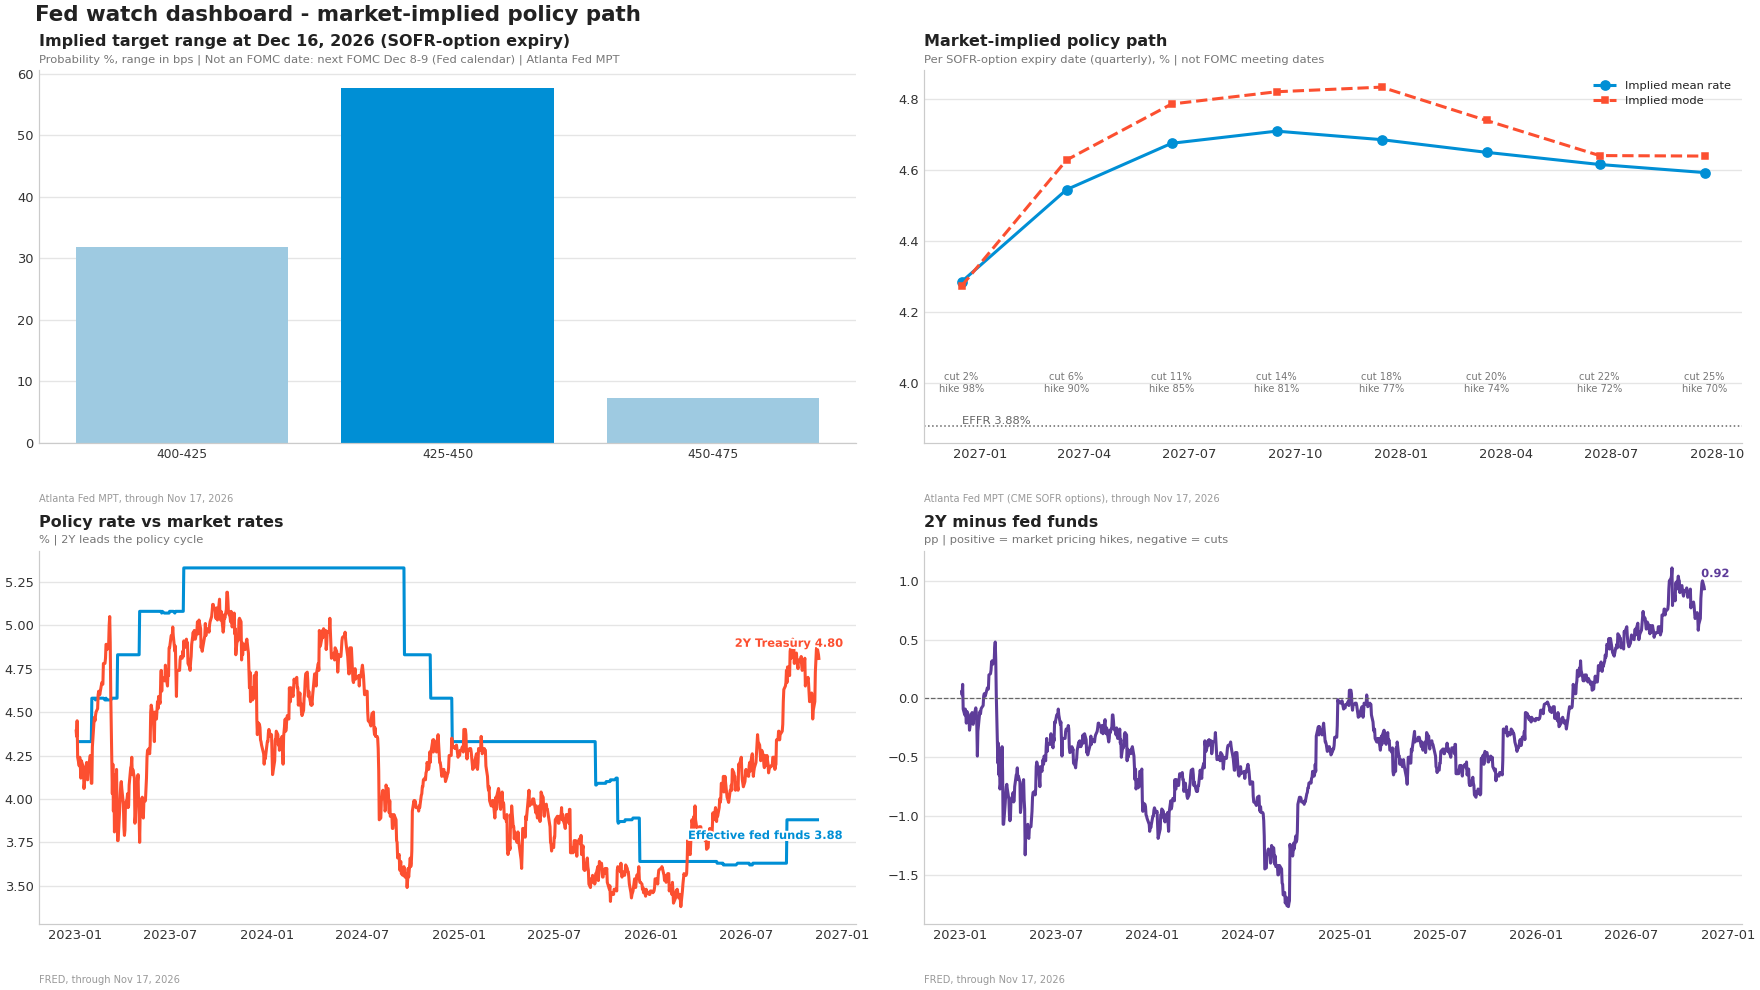 Fed watch dashboard - market-implied policy path
Implied target range at Dec 16, 2026 (SOFR-option expiry)
Probability %, range in bps | Not an FOMC date: next FOMC Dec 8-9 (Fed calendar) | Atlanta Fed MPT
60
50
40
30
20
10
0
400-425
425-450
450-475
Atlanta Fed MPT, through Nov 17, 2026
Market-implied policy path
Per SOFR-option expiry date (quarterly), % | not FOMC meeting dates
Implied mean rate
Implied mode
4.8
4.6
4.4
4.2
4.0
cut 2%
hike 98%
cut 6%
hike 90%
cut 11%
hike 85%
cut 14%
hike 81%
cut 18%
hike 77%
cut 20%
hike 74%
cut 22%
hike 72%
cut 25%
hike 70%
EFFR 3.88%
2027-01
2027-04
2027-07
2027-10
2028-01
2028-04
2028-07
2028-10
Atlanta Fed MPT (CME SOFR options), through Nov 17, 2026
Policy rate vs market rates
% | 2Y leads the policy cycle
5.25
5.00
4.75
4.50
4.25
4.00
3.75
3.50
2Y Treasury 4.80
Effective fed funds 3.88
2023-01
2023-07
2024-01
2024-07
2025-01
2025-07
2026-01
2026-07
2027-01
FRED, through Nov 17, 2026
2Y minus fed funds
pp | positive = market pricing hikes, negative = cuts
1.0
0.5
0.0
−0.5
−1.0
−1.5
0.92
2023-01
2023-07
2024-01
2024-07
2025-01
2025-07
2026-01
2026-07
2027-01
FRED, through Nov 17, 2026